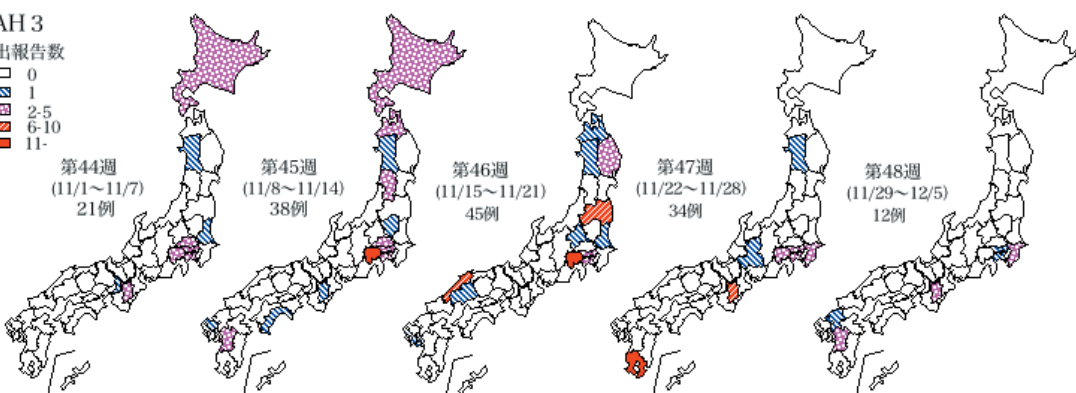 AH 3
出報告数
0
1
2-5
6-10
11-
第44週
(11/1～11/7)
21例
第45週
(11/8～11/14)
38例
第46週
(11/15～11/21)
45例
第47週
(11/22～11/28)
34例
第48週
(11/29～12/5)
12例